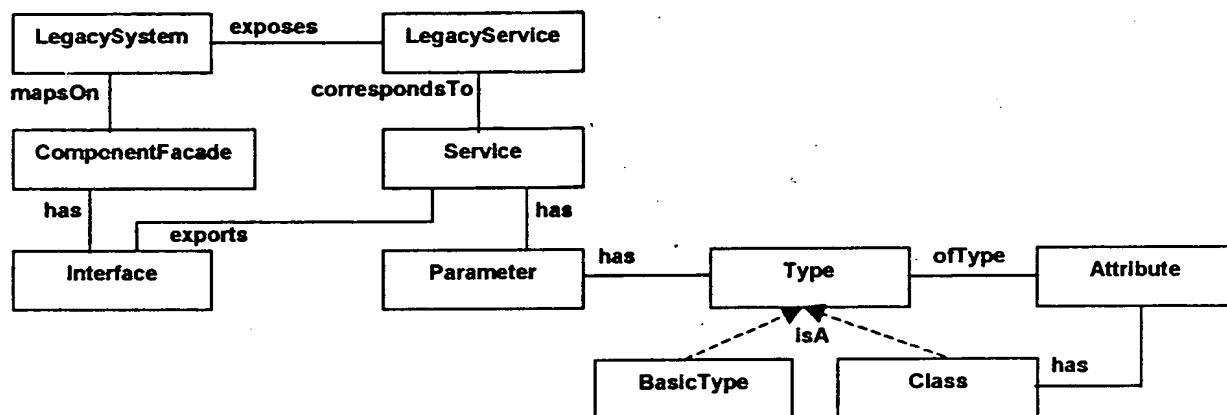 LegacySystem
exposes
LegacyService
mapsOn
correspondsTo
ComponentFacade
Service
has
exports
has
Interface
Parameter
has
Type
ofType
Attribute
isA
BasicType
Class
has